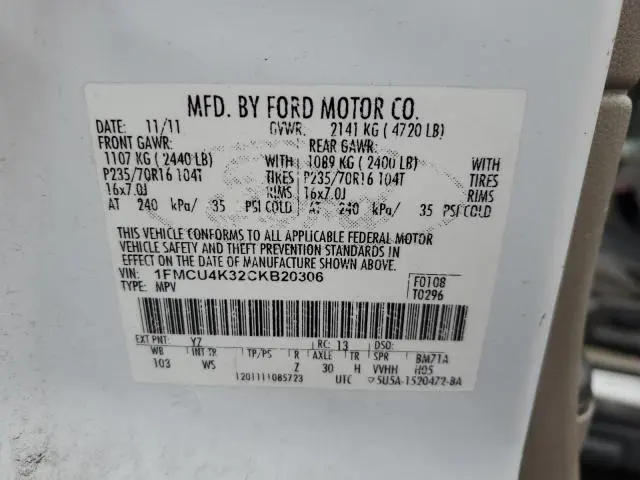 MFD. BY FORD MOTOR CO.
DATE: 11/11 GVWR: 2141 KG ( 4720 LB)
FRONT GAWR: REAR GAWR:
1107 KG ( 2440 LB) WITH 1089 KG ( 2400 LB) WITH
P235/70R16 104T TIRES P235/70R16 104T TIRES
16x7.0J RIMS 16x7.0J RIMS
AT 240 kPa/ 35 PSI COLD AT 240 kPa/ 35 PSI COLD
THIS VEHICLE CONFORMS TO ALL APPLICABLE FEDERAL MOTOR
VEHICLE SAFETY AND THEFT PREVENTION STANDARDS IN
EFFECT ON THE DATE OF MANUFACTURE SHOWN ABOVE.
VIN: 1FMCU4K32CKB20306 F0108
TYPE: MPV T0296
EXT PNT: YZ RC: 13 DSO:
WB INT TR TP/PS R AXLE TR SPR BM7TA
103 WS Z 30 H VVHH H05
1201111085723 UTC 5U5A-1520472-BA